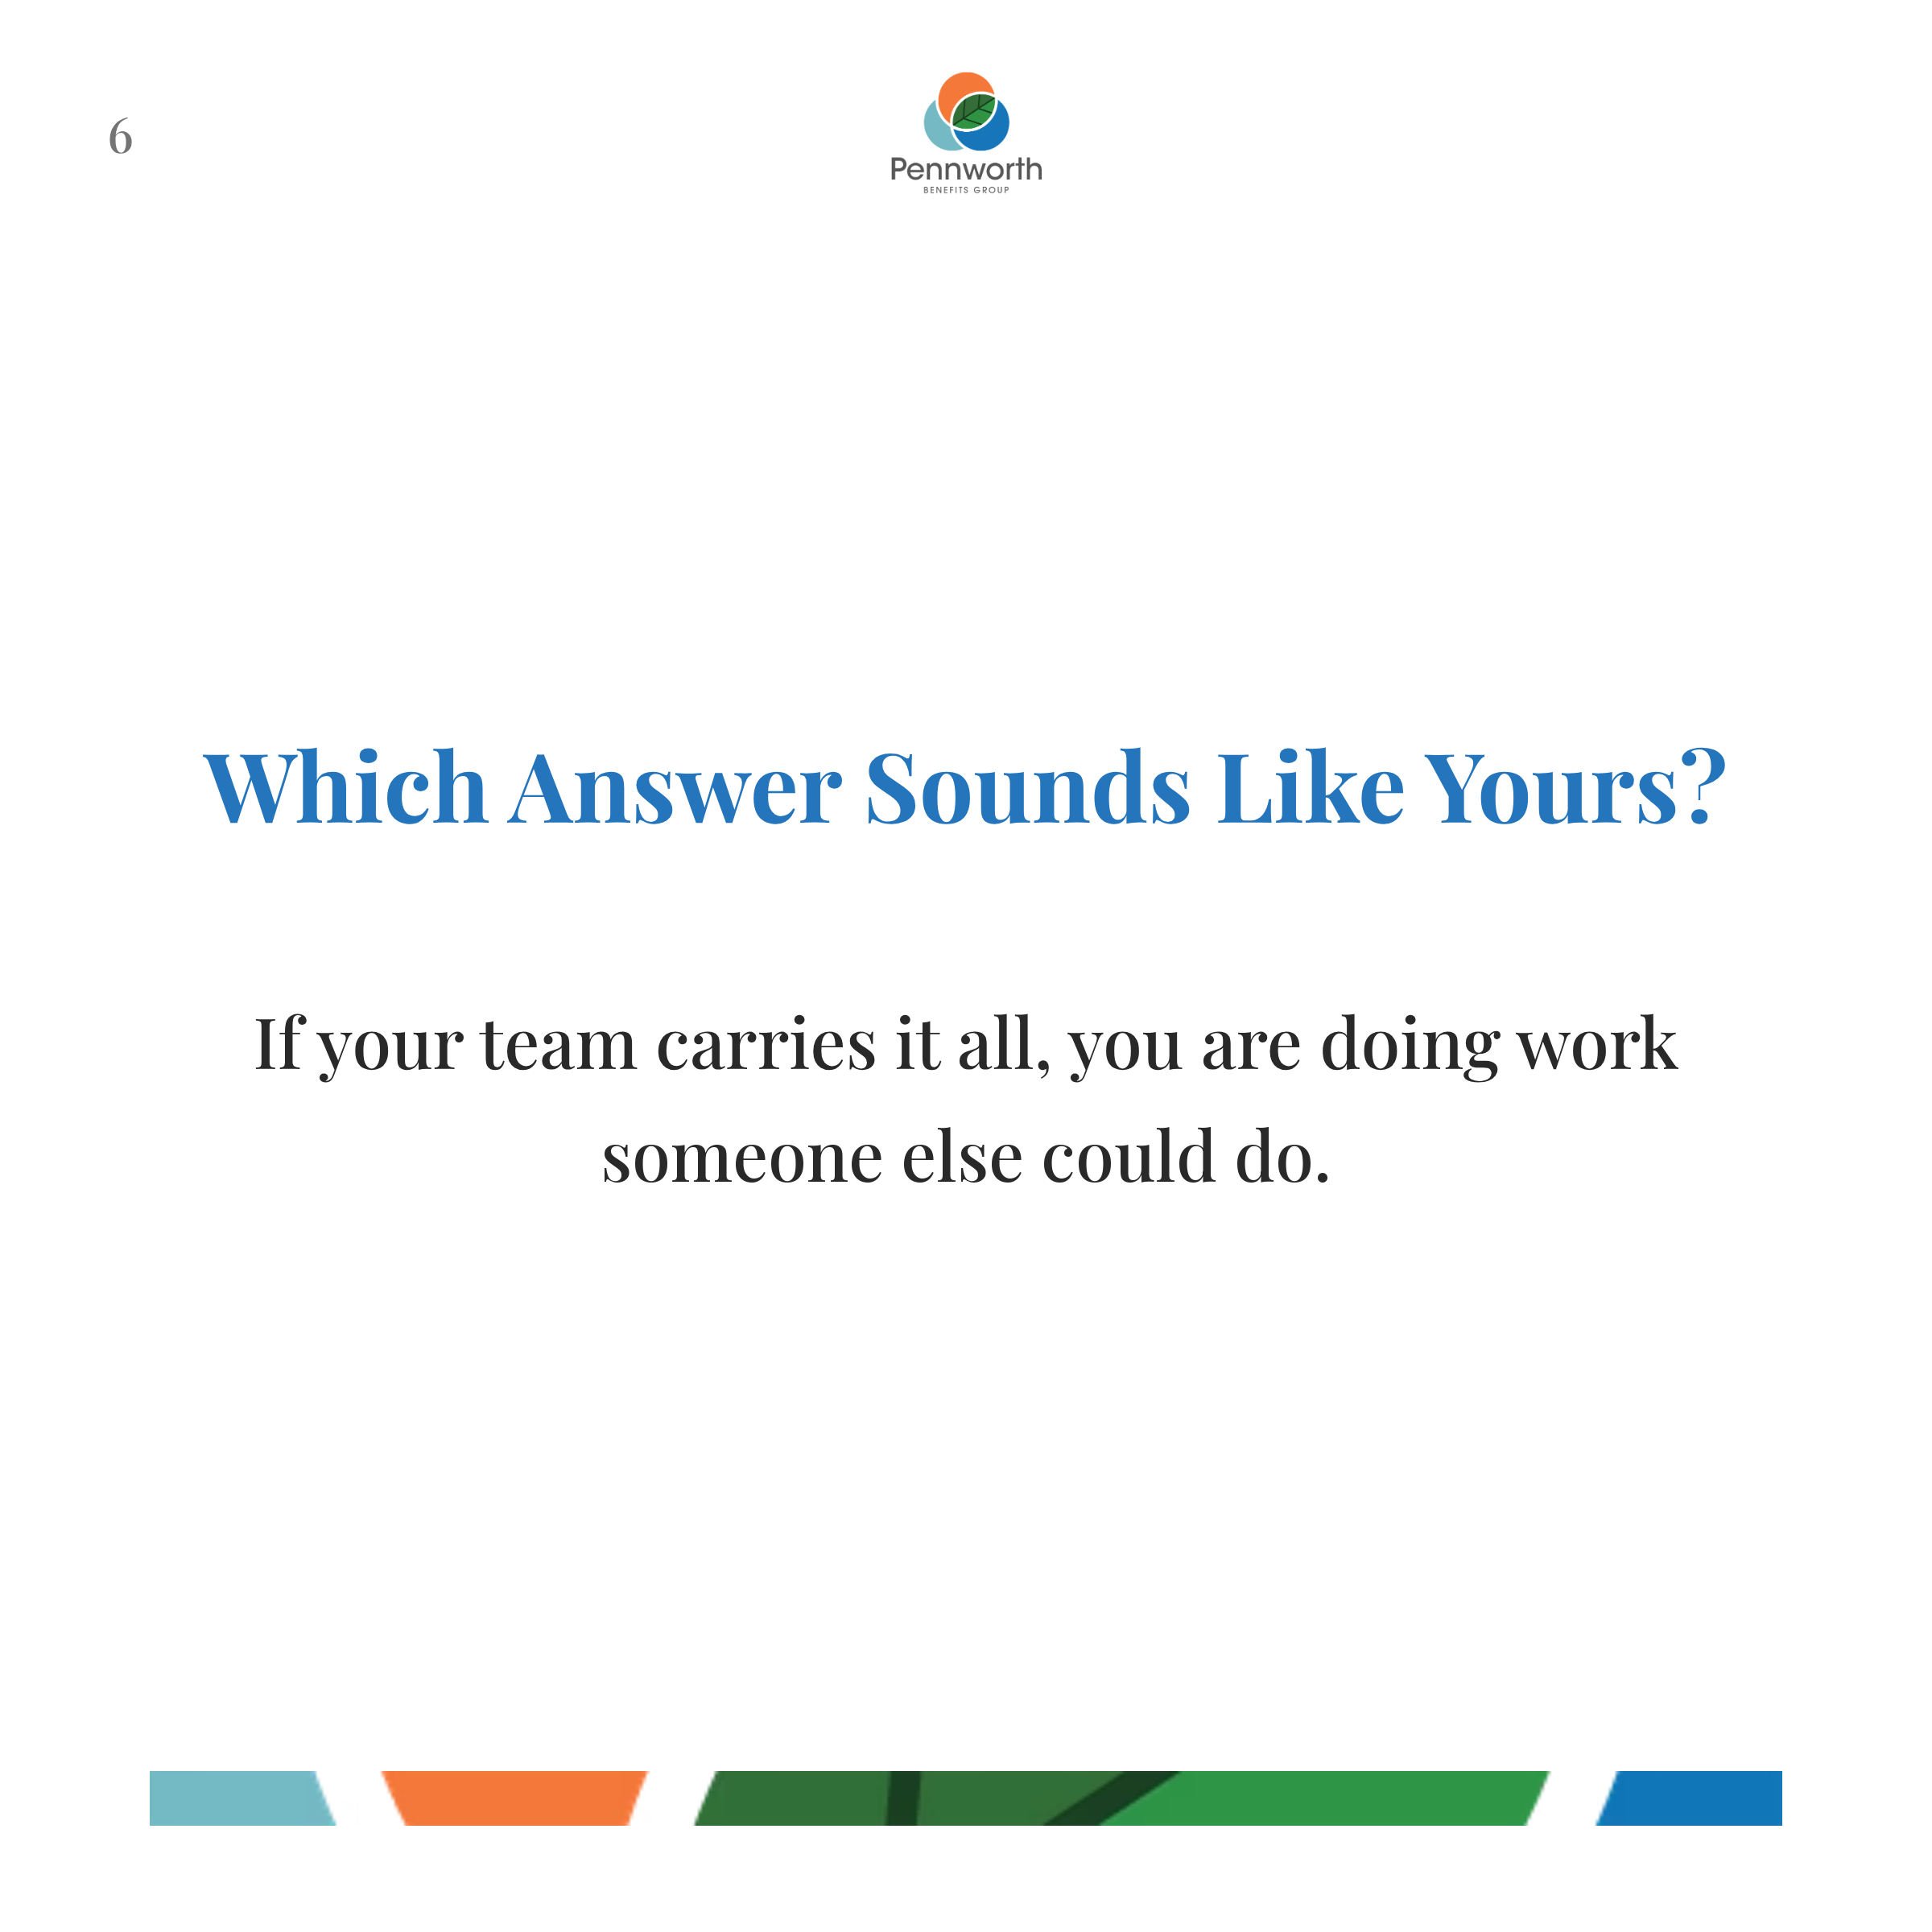 6
Pennworth
BENEFITS GROUP
Which Answer Sounds Like Yours?
If your team carries it all, you are doing work
someone else could do.